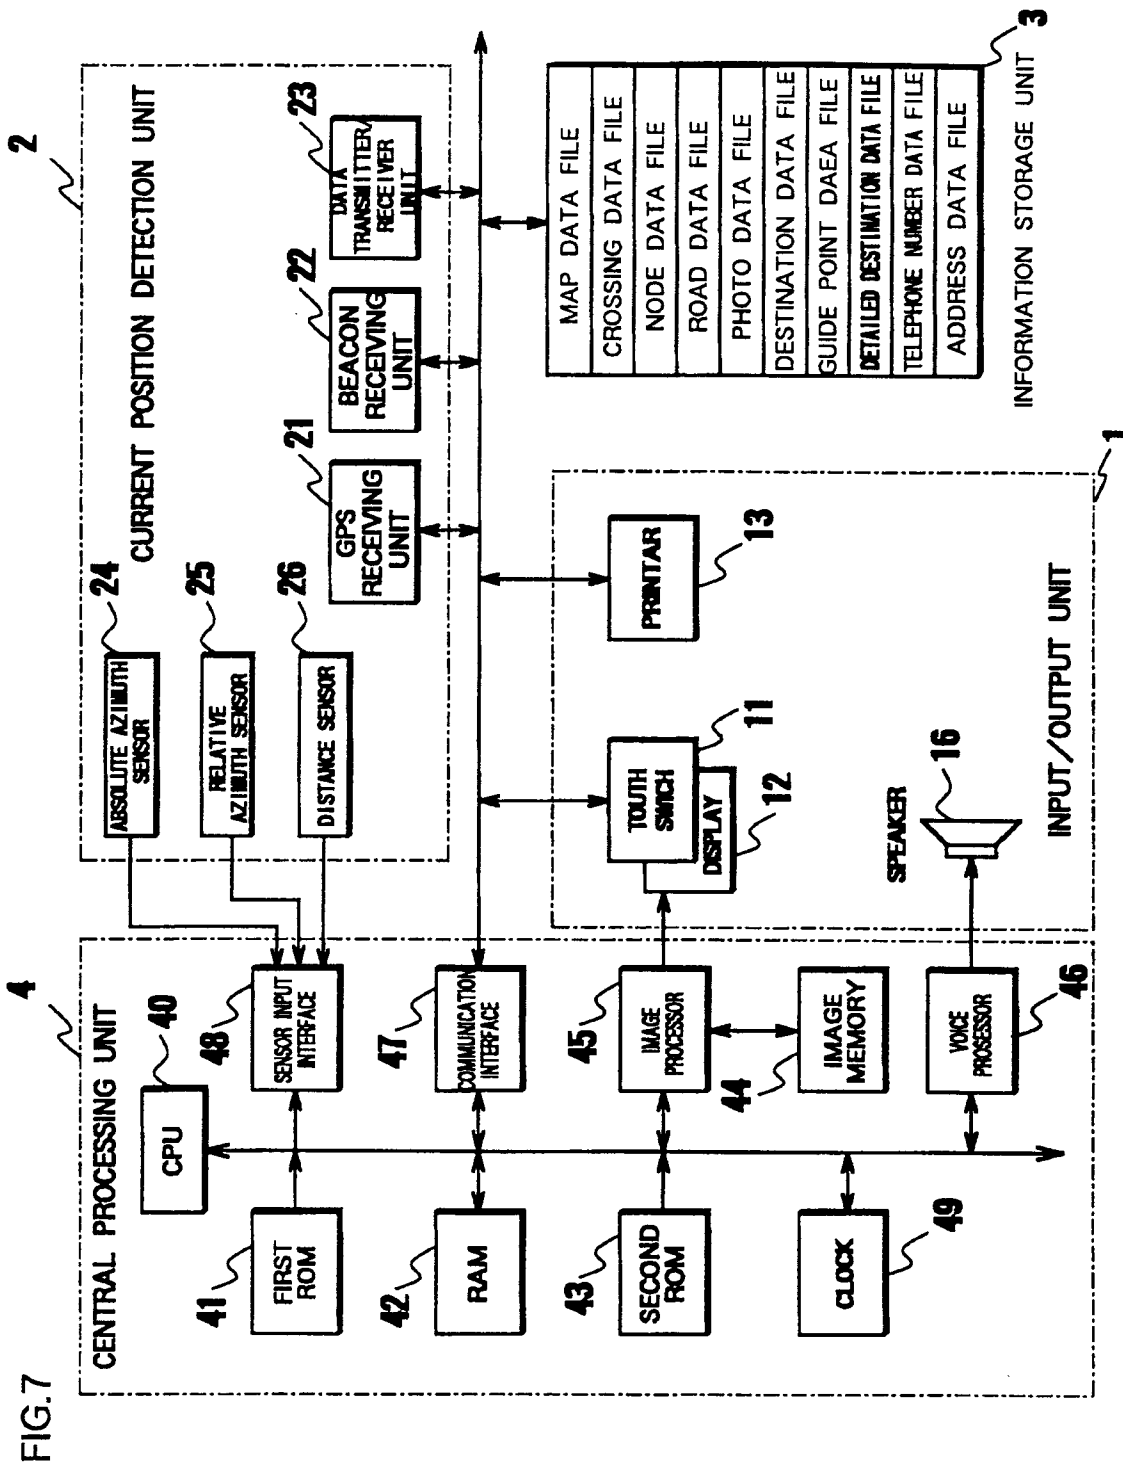 FIG.7
CENTRAL PROCESSING UNIT
4
CPU
40
41
FIRST
ROM
42
RAM
43
SECOND
ROM
CLOCK
49
48
SENSOR INPUT
INTERFACE
47
COMMUNICATION
INTERFACE
45
IMAGE
PROCESSOR
44
IMAGE
MEMORY
VOICE
PROSESSOR
46
2
CURRENT POSITION DETECTION UNIT
24
ABSOLUTE AZIMUTH
SENSOR
25
RELATIVE
AZIMUTH SENSOR
26
DISTANCE SENSOR
21
GPS
RECEIVING
UNIT
22
BEACON
RECEIVING
UNIT
23
DATA
TRANSMITTER/
RECEIVER
UNIT
TOUTH
SWICH
11
DISPLAY
12
PRINTAR
13
SPEAKER
16
INPUT/OUTPUT UNIT
1
MAP DATA FILE
CROSSING DATA FILE
NODE DATA FILE
ROAD DATA FILE
PHOTO DATA FILE
DESTINATION DATA FILE
GUIDE POINT DAEA FILE
DETAILED DESTINATION DATA FILE
TELEPHONE NUMBER DATA FILE
ADDRESS DATA FILE
3
INFORMATION STORAGE UNIT